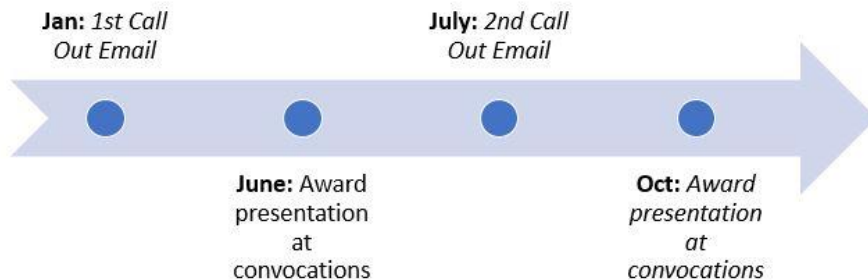 Jan: 1st Call
Out Email
July: 2nd Call
Out Email
June: Award
presentation
at
convocations
Oct: Award
presentation
at
convocations